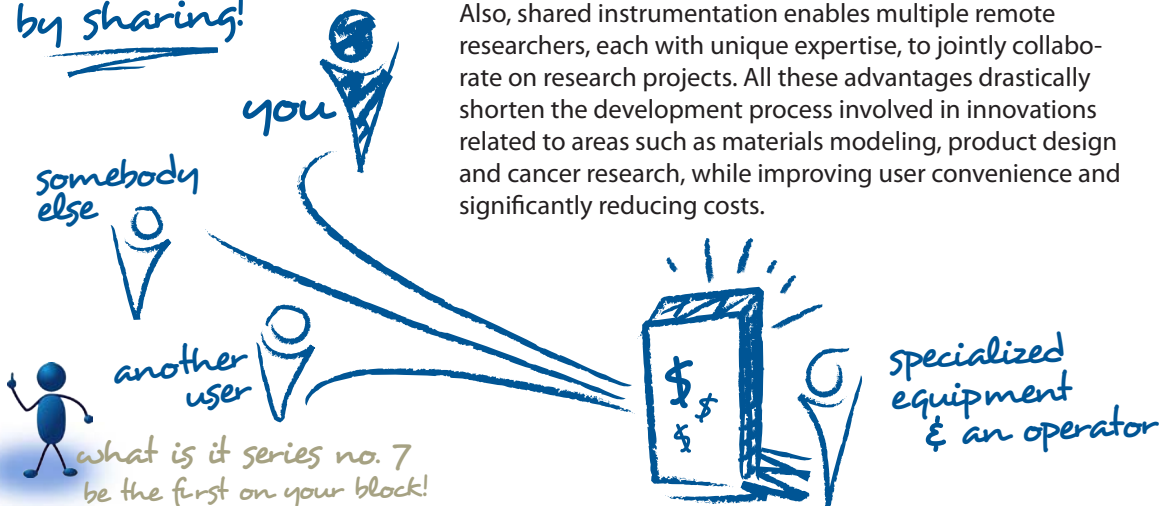 by sharing!
Also, shared instrumentation enables multiple remote
researchers, each with unique expertise, to jointly collabo-
rate on research projects. All these advantages drastically
shorten the development process involved in innovations
related to areas such as materials modeling, product design
and cancer research, while improving user convenience and
significantly reducing costs.
you
somebody
else
another
user
$
$
$
specialized
equipment
& an operator
what is it series no. 7
be the first on your block!